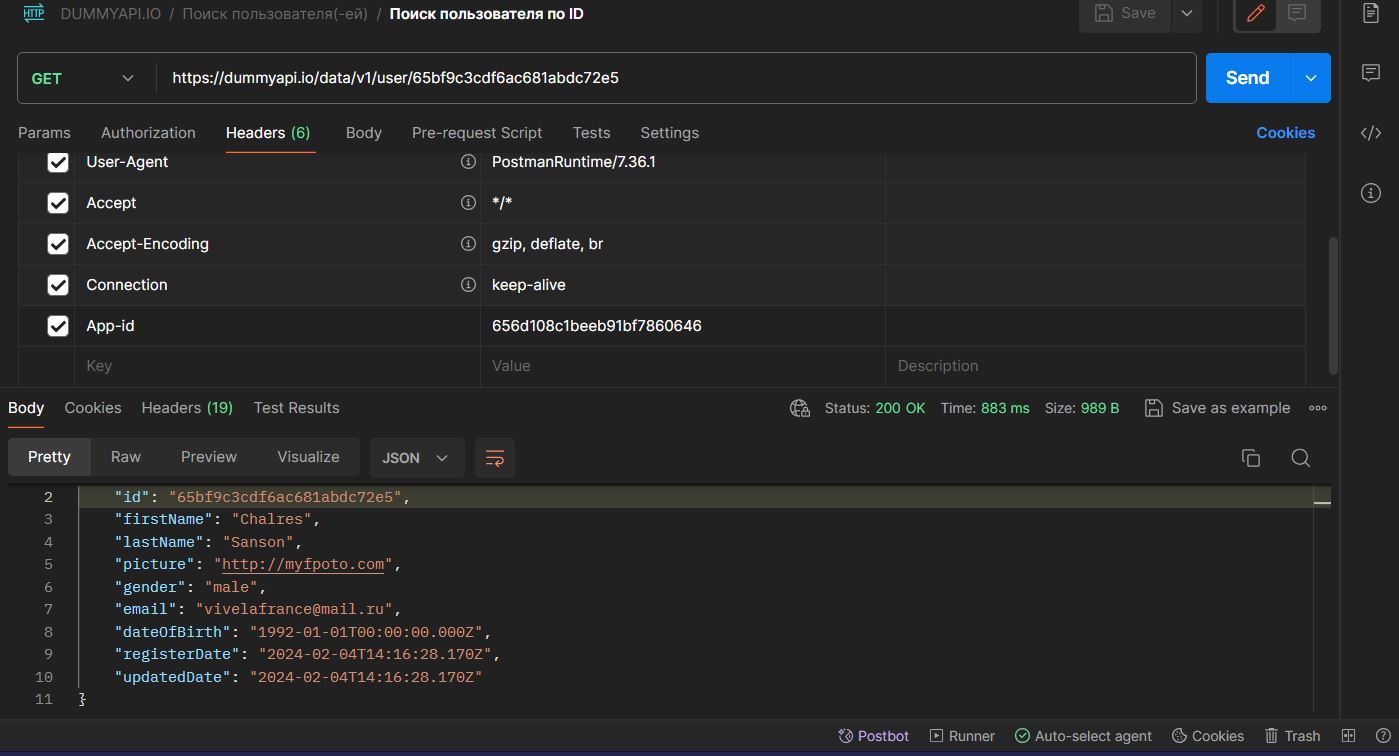 HTTP DUMMYAPI.IO / Поиск пользователя(-ей) / Поиск пользователя по ID Save
GET https://dummyapi.io/data/v1/user/65bf9c3cdf6ac681abdc72e5 Send
Params Authorization Headers (6) Body Pre-request Script Tests Settings Cookies
User-Agent PostmanRuntime/7.36.1
Accept */*
Accept-Encoding gzip, deflate, br
Connection keep-alive
App-id 656d108c1beeb91bf7860646
Key Value Description
Body Cookies Headers (19) Test Results Status: 200 OK Time: 883 ms Size: 989 B Save as example
Pretty Raw Preview Visualize JSON
2 "id": "65bf9c3cdf6ac681abdc72e5",
3 "firstName": "Chalres",
4 "lastName": "Sanson",
5 "picture": "http://myfpoto.com",
6 "gender": "male",
7 "email": "vivelafrance@mail.ru",
8 "dateOfBirth": "1992-01-01T00:00:00.000Z",
9 "registerDate": "2024-02-04T14:16:28.170Z",
10 "updatedDate": "2024-02-04T14:16:28.170Z"
11 }
Postbot Runner Auto-select agent Cookies Trash